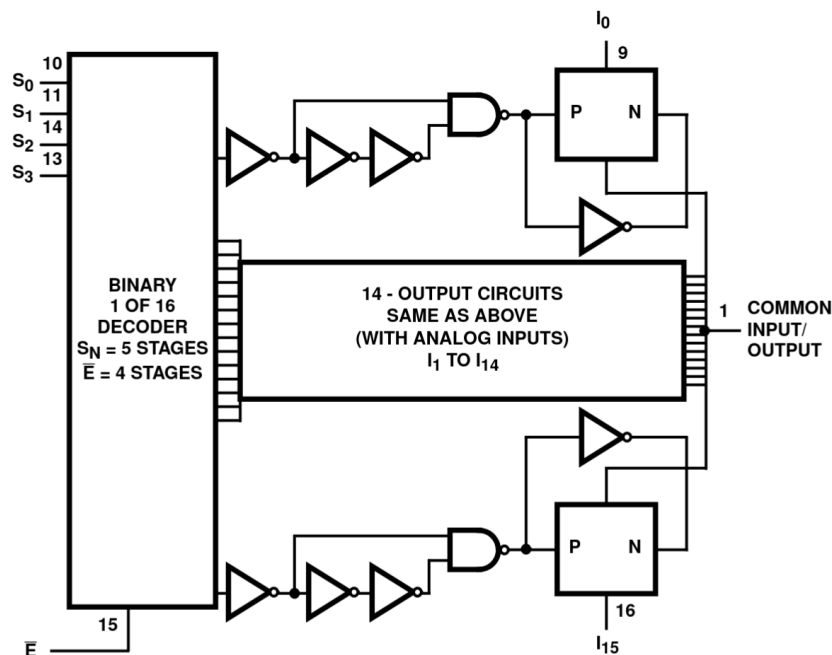 I0
9
10
S0
11
S1
14
S2
13
S3
P N
BINARY
1 OF 16
DECODER
SN = 5 STAGES
E̅ = 4 STAGES
14 - OUTPUT CIRCUITS
SAME AS ABOVE
(WITH ANALOG INPUTS)
I1 TO I14
1
COMMON
INPUT/
OUTPUT
P N
15
16
E̅
I15